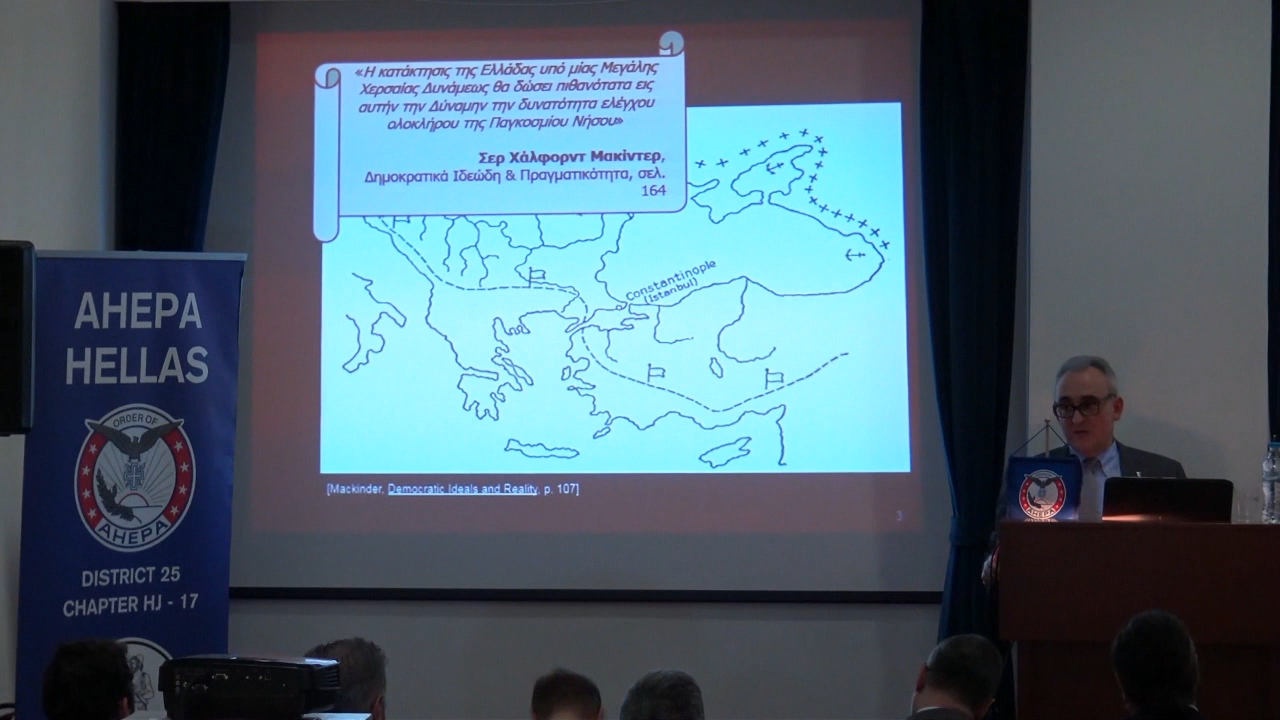 «Η κατάκτησις της Ελλάδας υπό μίας Μεγάλης
Χερσαίας Δυνάμεως θα δώσει πιθανότατα εις
αυτήν την Δύναμην την δυνατότητα ελέγχου
ολοκλήρου της Παγκοσμίου Νήσου»
Σερ Χάλφορντ Μακίντερ,
Δημοκρατικά Ιδεώδη & Πραγματικότητα, σελ.
164
Constantinople
(Istanbul)
[Mackinder, Democratic Ideals and Reality, p. 107]
3
AHEPA
HELLAS
ORDER OF
AHEPA
DISTRICT 25
CHAPTER HJ - 17
AHEPA